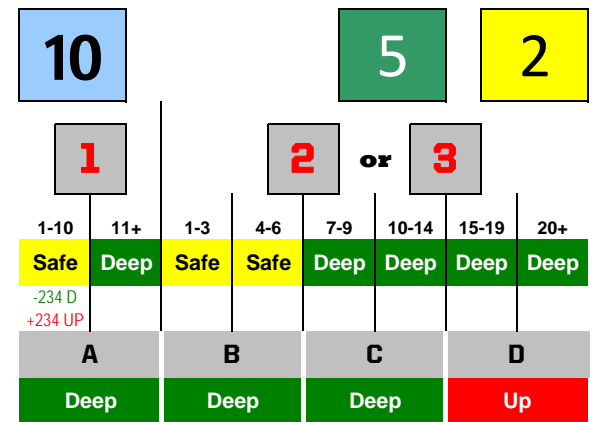 10 5 2
1 2 or 3
1-10 11+ 1-3 4-6 7-9 10-14 15-19 20+
Safe Deep Safe Safe Deep Deep Deep Deep
-234 D
+234 UP
A B C D
Deep Deep Deep Up